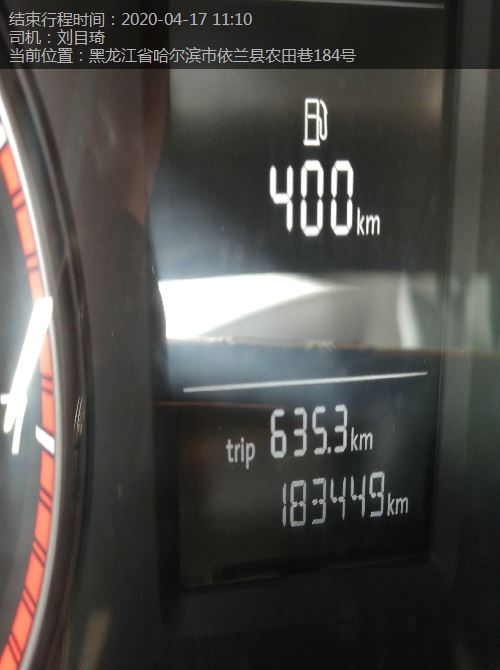 结束行程时间：2020-04-17 11:10
司机：刘目琦
当前位置：黑龙江省哈尔滨市依兰县农田巷184号
400km
trip 635.3km
183449km